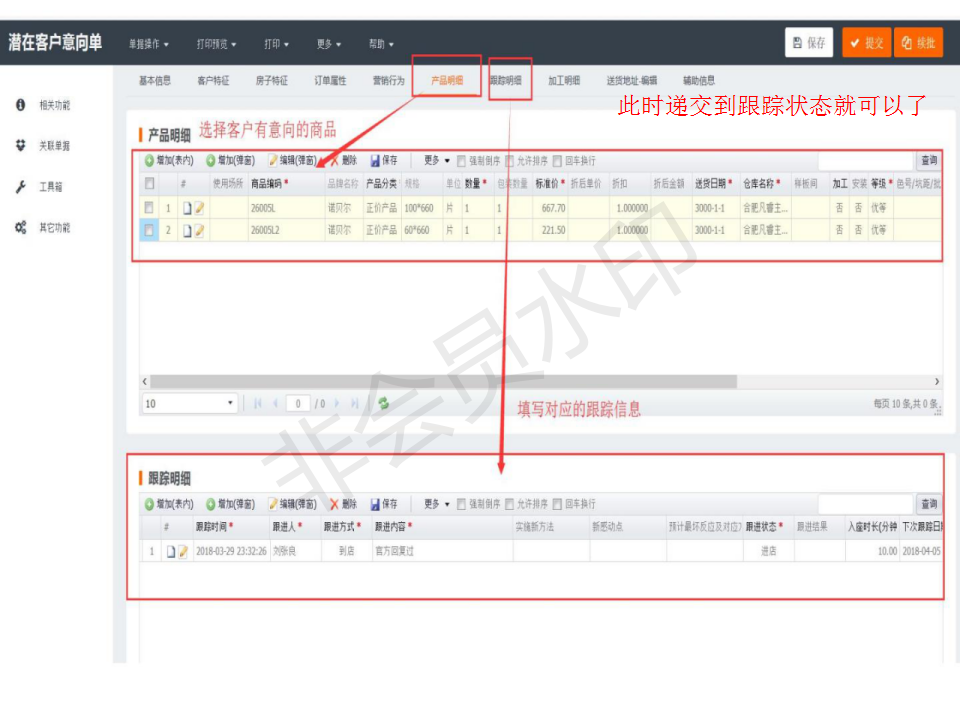 潜在客户意向单 单据操作 打印预览 打印 更多 帮助 保存 提交 续批
基本信息 客户特征 房子特征 订单属性 营销行为 产品明细 跟踪明细 加工明细 送货地址-编辑 辅助信息
相关功能
关联单据
工具箱
其它功能
此时递交到跟踪状态就可以了
产品明细 选择客户有意向的商品
增加(表内) 增加(弹窗) 编辑(弹窗) 删除 保存 更多 强制倒序 允许排序 回车换行 查询
# 使用场所 商品编码* 品牌名称 产品分类 规格 单位 数量* 包装数量 标准价* 折后单价 折扣 折后金额 送货日期* 仓库名称* 样板间 加工 安装 等级* 色号/坑距/批
1 26005L 诺贝尔 正价产品 100*660 片 1 1 667.70 1.000000 3000-1-1 合肥凡睿主... 否 否 优等
2 26005L2 诺贝尔 正价产品 60*660 片 1 1 221.50 1.000000 3000-1-1 合肥凡睿主... 否 否 优等
10 0 / 0 每页 10 条,共 0 条
填写对应的跟踪信息
跟踪明细
增加(表内) 增加(弹窗) 编辑(弹窗) 删除 保存 更多 强制倒序 允许排序 回车换行 查询
# 跟踪时间* 跟进人* 跟进方式* 跟进内容* 实施新方法 新感动点 预计最坏反应及对应 跟进状态* 跟进结果 入座时长(分钟 下次跟踪日期
1 2018-03-29 23:32:26 刘张良 到店 官方回复过 进店 10.00 2018-04-05
非会员水印